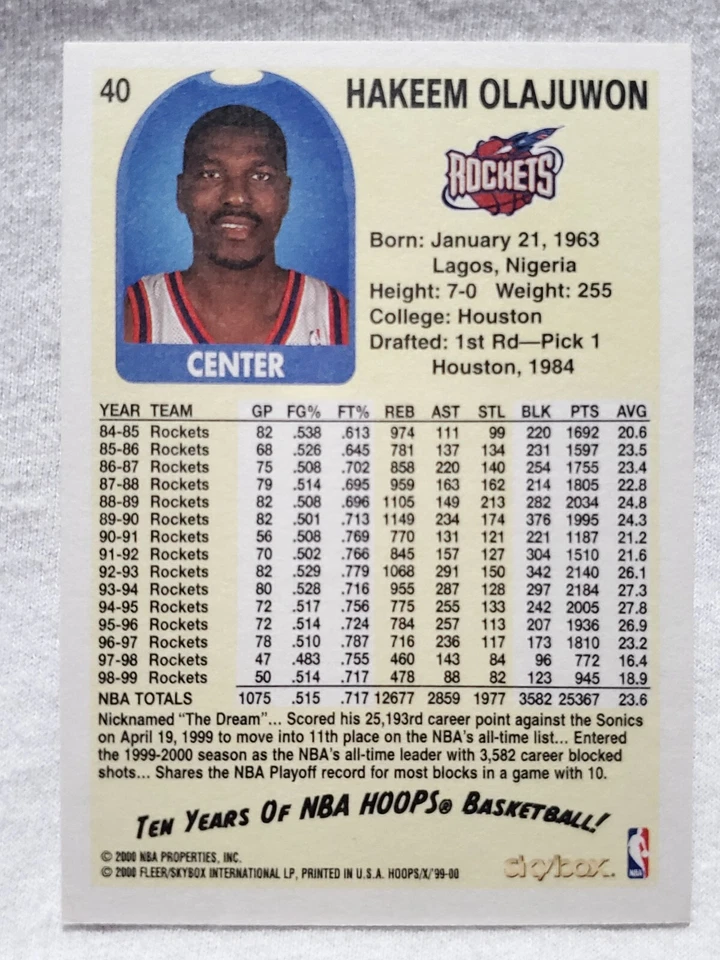 40
HAKEEM OLAJUWON
ROCKETS
Born: January 21, 1963
Lagos, Nigeria
Height: 7-0 Weight: 255
College: Houston
Drafted: 1st Rd—Pick 1
Houston, 1984
CENTER
YEAR TEAM GP FG% FT% REB AST STL BLK PTS AVG
84-85 Rockets 82 .538 .613 974 111 99 220 1692 20.6
85-86 Rockets 68 .526 .645 781 137 134 231 1597 23.5
86-87 Rockets 75 .508 .702 858 220 140 254 1755 23.4
87-88 Rockets 79 .514 .695 959 163 162 214 1805 22.8
88-89 Rockets 82 .508 .696 1105 149 213 282 2034 24.8
89-90 Rockets 82 .501 .713 1149 234 174 376 1995 24.3
90-91 Rockets 56 .508 .769 770 131 121 221 1187 21.2
91-92 Rockets 70 .502 .766 845 157 127 304 1510 21.6
92-93 Rockets 82 .529 .779 1068 291 150 342 2140 26.1
93-94 Rockets 80 .528 .716 955 287 128 297 2184 27.3
94-95 Rockets 72 .517 .756 775 255 133 242 2005 27.8
95-96 Rockets 72 .514 .724 784 257 113 207 1936 26.9
96-97 Rockets 78 .510 .787 716 236 117 173 1810 23.2
97-98 Rockets 47 .483 .755 460 143 84 96 772 16.4
98-99 Rockets 50 .514 .717 478 88 82 123 945 18.9
NBA TOTALS 1075 .515 .717 12677 2859 1977 3582 25367 23.6
Nicknamed "The Dream"... Scored his 25,193rd career point against the Sonics
on April 19, 1999 to move into 11th place on the NBA's all-time list... Entered
the 1999-2000 season as the NBA's all-time leader with 3,582 career blocked
shots... Shares the NBA Playoff record for most blocks in a game with 10.
TEN YEARS OF NBA HOOPS® BASKETBALL!
© 2000 NBA PROPERTIES, INC.
© 2000 FLEER/SKYBOX INTERNATIONAL LP, PRINTED IN U.S.A. HOOPS/X/'99-00
skybox.
NBA